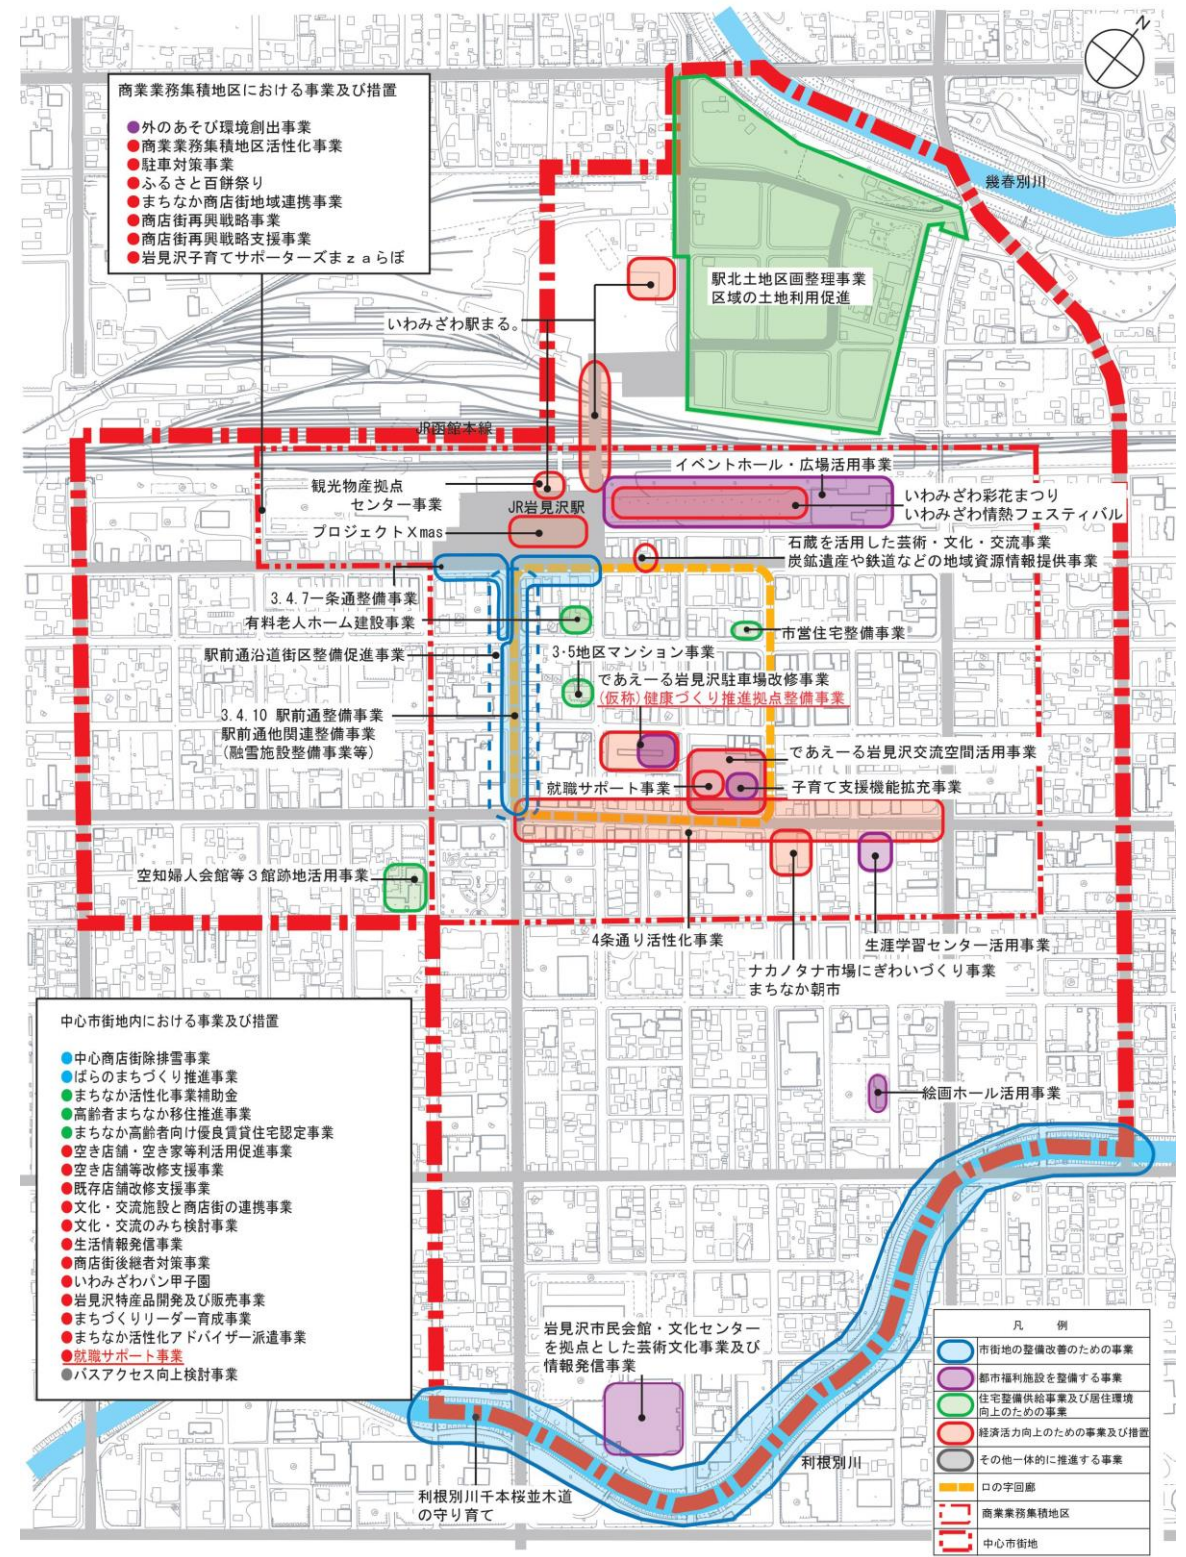 N
商業業務集積地区における事業及び措置
●外のあそび環境創出事業
●商業業務集積地区活性化事業
●駐車対策事業
●ふるさと百餅祭り
●まちなか商店街地域連携事業
●商店街再興戦略事業
●商店街再興戦略支援事業
●岩見沢子育てサポーターズまzaらぼ
幾春別川
駅北土地区画整理事業
区域の土地利用促進
いわみざわ駅まる。
JR函館本線
イベントホール・広場活用事業
観光物産拠点
センター事業
JR岩見沢駅
いわみざわ彩花まつり
いわみざわ情熱フェスティバル
プロジェクトXmas
石蔵を活用した芸術・文化・交流事業
炭鉱遺産や鉄道などの地域資源情報提供事業
3.4.7一条通整備事業
有料老人ホーム建設事業
市営住宅整備事業
駅前通沿道街区整備促進事業
3・5地区マンション事業
であえーる岩見沢駐車場改修事業
(仮称)健康づくり推進拠点整備事業
3.4.10 駅前通整備事業
駅前通他関連整備事業
(融雪施設整備事業等)
であえーる岩見沢交流空間活用事業
就職サポート事業
子育て支援機能拡充事業
空知婦人会館等3館跡地活用事業
4条通り活性化事業
生涯学習センター活用事業
ナカノタナ市場にぎわいづくり事業
まちなか朝市
中心市街地内における事業及び措置
●中心商店街除排雪事業
●ばらのまちづくり推進事業
●まちなか活性化事業補助金
●高齢者まちなか移住推進事業
●まちなか高齢者向け優良賃貸住宅認定事業
●空き店舗・空き家等利活用促進事業
●空き店舗等改修支援事業
●既存店舗改修支援事業
●文化・交流施設と商店街の連携事業
●文化・交流のみち検討事業
●生活情報発信事業
●商店街後継者対策事業
●いわみざわパン甲子園
●岩見沢特産品開発及び販売事業
●まちづくりリーダー育成事業
●まちなか活性化アドバイザー派遣事業
●就職サポート事業
●バスアクセス向上検討事業
絵画ホール活用事業
岩見沢市民会館・文化センター
を拠点とした芸術文化事業及び
情報発信事業
利根別川
利根別川千本桜並木道
の守り育て
凡 例
市街地の整備改善のための事業
都市福利施設を整備する事業
住宅整備供給事業及び居住環境
向上のための事業
経済活力向上のための事業及び措置
その他一体的に推進する事業
ロの字回廊
商業業務集積地区
中心市街地